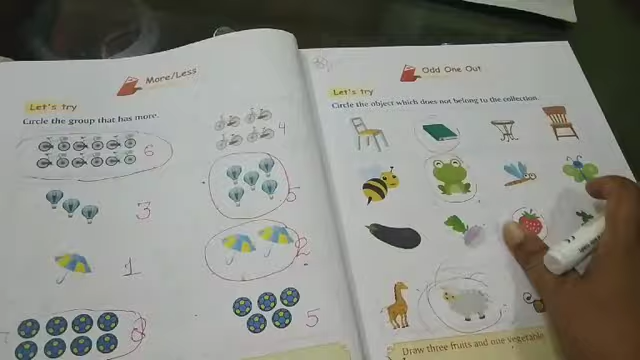 More/Less
Let's try
Circle the group that has more.
6
4
3
5
1
2
8
5
Odd One Out
Let's try
Circle the object which does not belong to the collection.
Draw three fruits and one vegetable